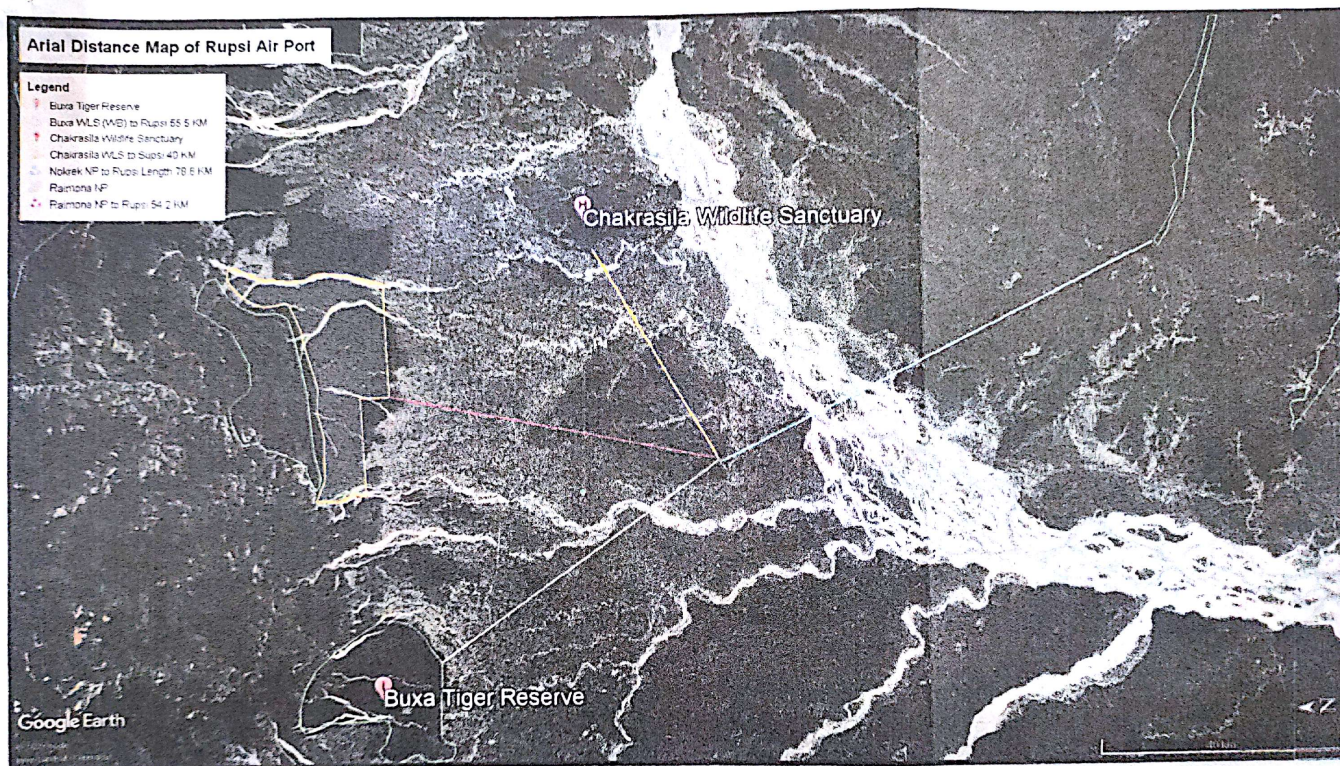 Arial Distance Map of Rupsi Air Port
Legend
Buxa Tiger Reserve
Buxa WLS (WB) to Rupsi 55.5 KM
Chakrasila Wildlife Sanctuary
Chakrasila WLS to Supsi 40 KM
Nokrek NP to Rupsi Length 78.6 KM
Raimona NP
Raimona NP to Rupsi 54.2 KM
Chakrasila Wildlife Sanctuary
Buxa Tiger Reserve
Google Earth
N
40 km